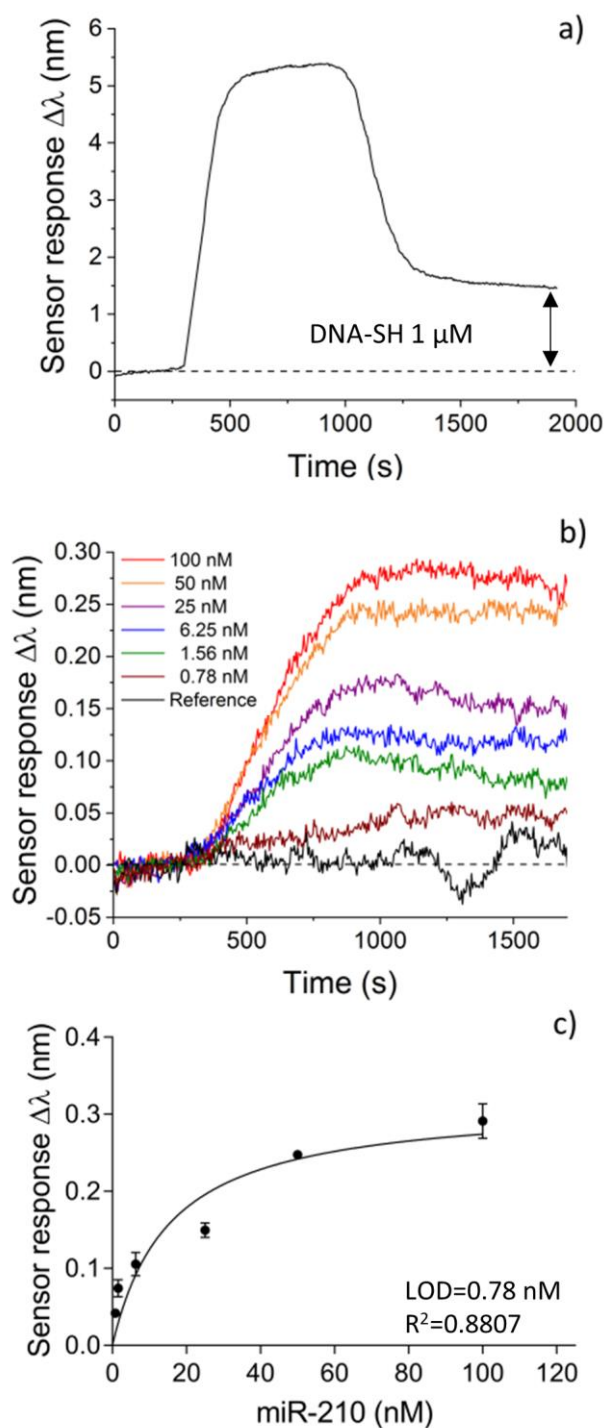 a)
Sensor response Δλ (nm)
6
5
4
3
2
1
0
DNA-SH 1 μM
0 500 1000 1500 2000
Time (s)
b)
Sensor response Δλ (nm)
0.30
0.25
0.20
0.15
0.10
0.05
0.00
-0.05
100 nM
50 nM
25 nM
6.25 nM
1.56 nM
0.78 nM
Reference
0 500 1000 1500
Time (s)
c)
Sensor response Δλ (nm)
0.4
0.3
0.2
0.1
0.0
LOD=0.78 nM
R²=0.8807
0 20 40 60 80 100 120
miR-210 (nM)